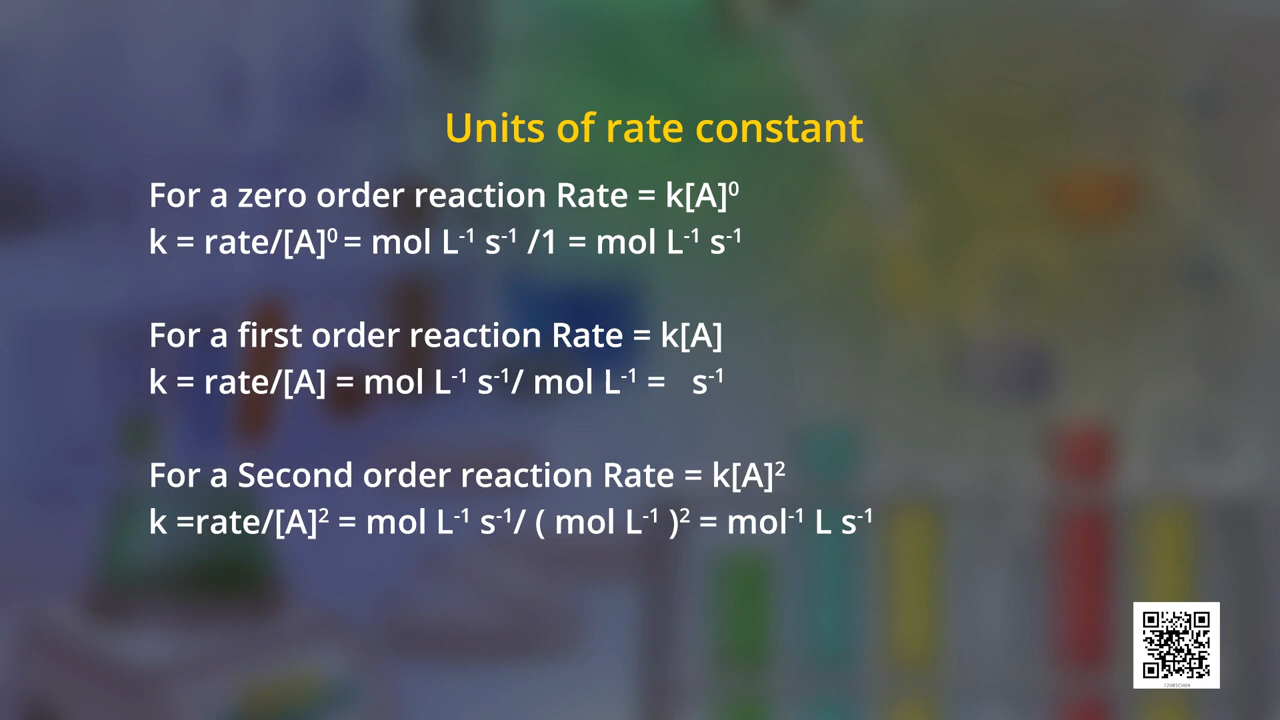 Units of rate constant
For a zero order reaction Rate = k[A]⁰
k = rate/[A]⁰ = mol L⁻¹ s⁻¹ /1 = mol L⁻¹ s⁻¹
For a first order reaction Rate = k[A]
k = rate/[A] = mol L⁻¹ s⁻¹/ mol L⁻¹ = s⁻¹
For a Second order reaction Rate = k[A]²
k =rate/[A]² = mol L⁻¹ s⁻¹/ ( mol L⁻¹ )² = mol⁻¹ L s⁻¹